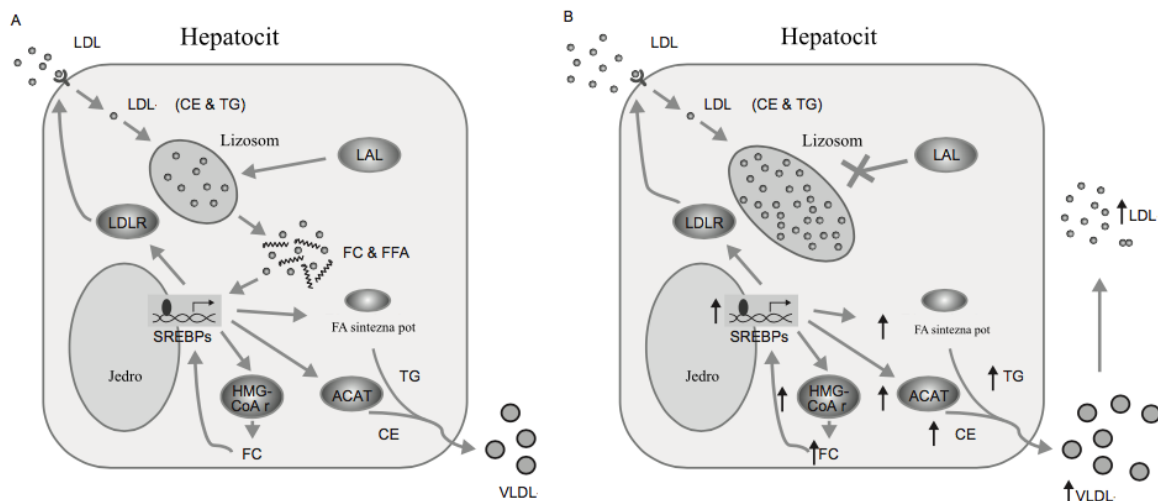 A
LDL
Hepatocit
LDL· (CE & TG)
Lizosom
LAL
LDLR
FC & FFA
SREBPs
FA sintezna pot
Jedro
HMG-
CoA r
ACAT
TG
CE
FC
VLDL·
B
LDL
Hepatocit
LDL (CE & TG)
Lizosom
LAL
LDLR
LDL
SREBPs
FA sintezna pot
Jedro
HMG-
CoA r
ACAT
TG
CE
FC
VLDL·